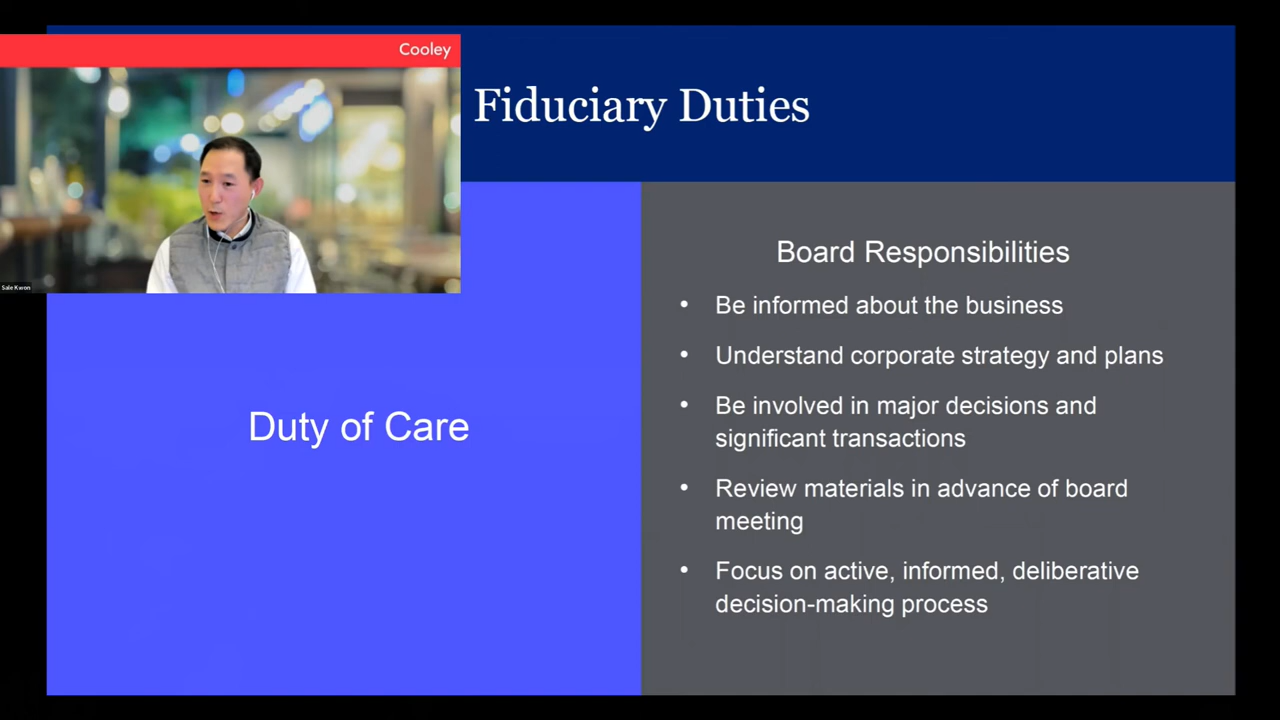 Cooley
Fiduciary Duties
Sale Kwon
Duty of Care
Board Responsibilities
• Be informed about the business
• Understand corporate strategy and plans
• Be involved in major decisions and
significant transactions
• Review materials in advance of board
meeting
• Focus on active, informed, deliberative
decision-making process